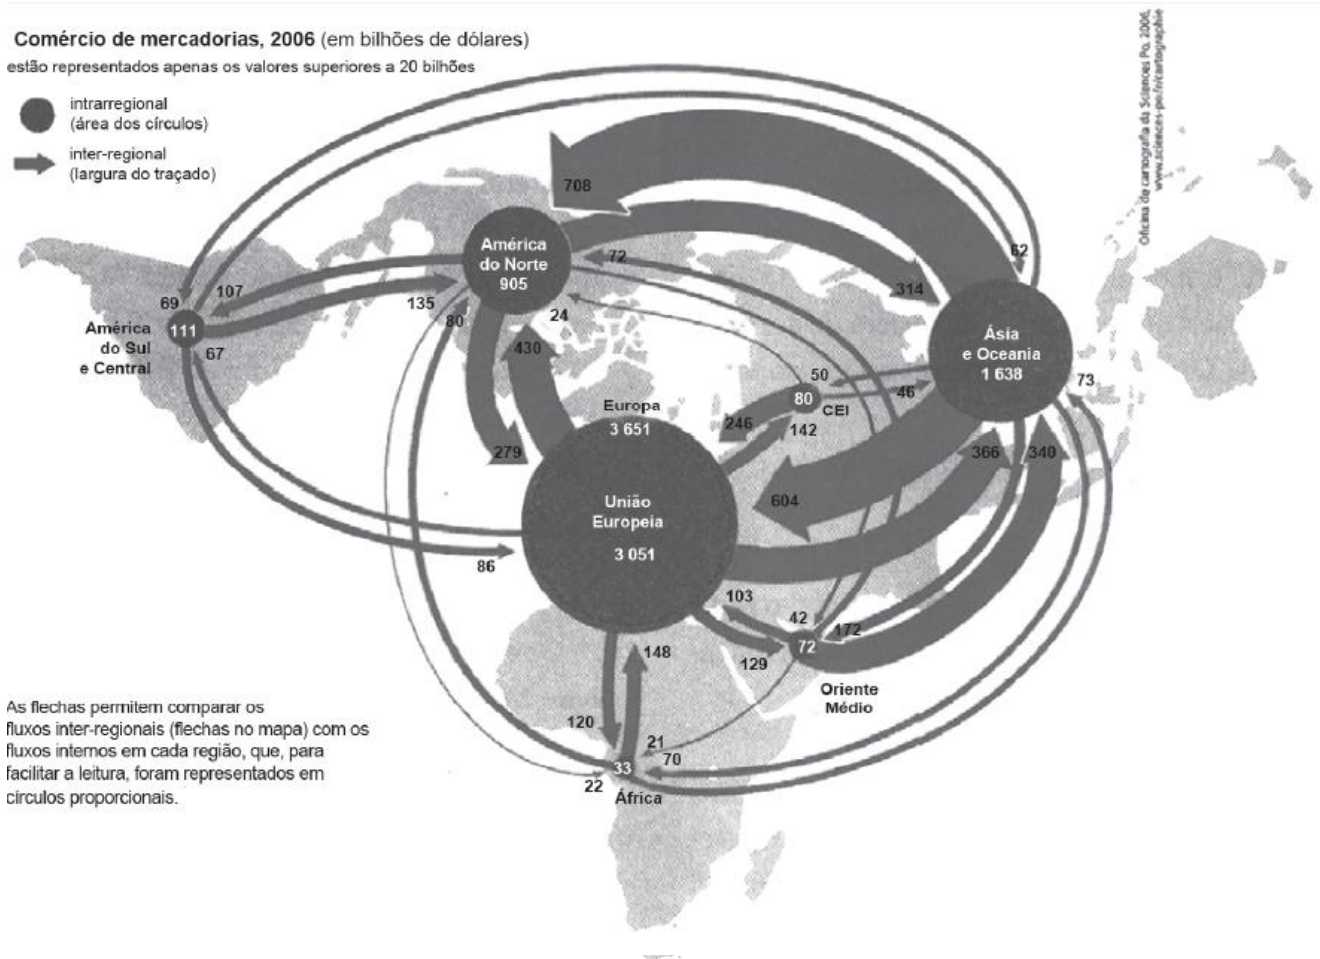 Comércio de mercadorias, 2006 (em bilhões de dólares)
estão representados apenas os valores superiores a 20 bilhões
intrarregional
(área dos círculos)
inter-regional
(largura do traçado)
Oficina de cartografia da Sciences Po, 2006,
www.sciences-po.fr/cartographie
708
América
do Norte
905
72
62
314
69
107
135
80
24
América
do Sul
e Central
111
67
430
Ásia
e Oceania
1 638
73
50
46
80
CEI
Europa
3 651
246
142
279
366
340
604
União
Europeia
3 051
86
103
42
172
72
129
148
Oriente
Médio
120
21
70
33
22
África
As flechas permitem comparar os
fluxos inter-regionais (flechas no mapa) com os
fluxos internos em cada região, que, para
facilitar a leitura, foram representados em
círculos proporcionais.